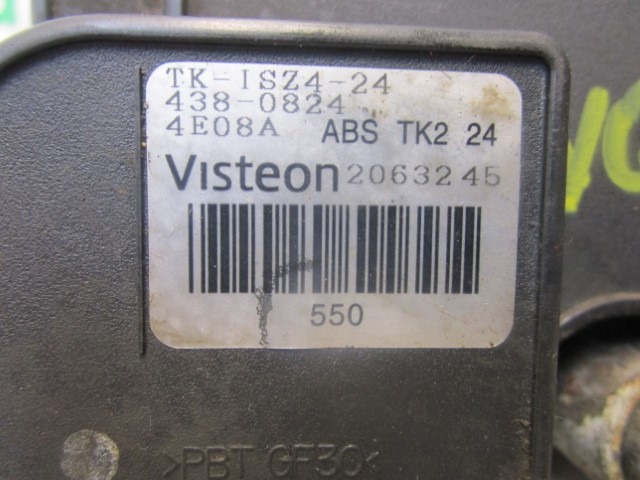 TK-ISZ4-24
438-0824
4E08A ABS TK2 24
Visteon 2063245
550
>PBT GF30<